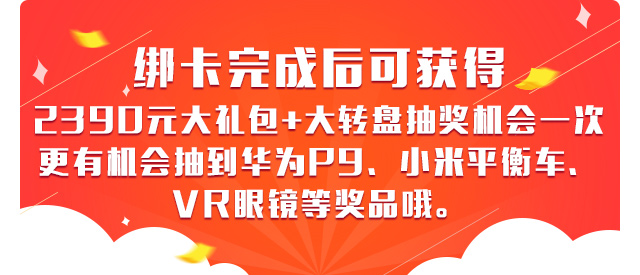 绑卡完成后可获得
2390元大礼包+大转盘抽奖机会一次
更有机会抽到华为P9、小米平衡车、
VR眼镜等奖品哦。